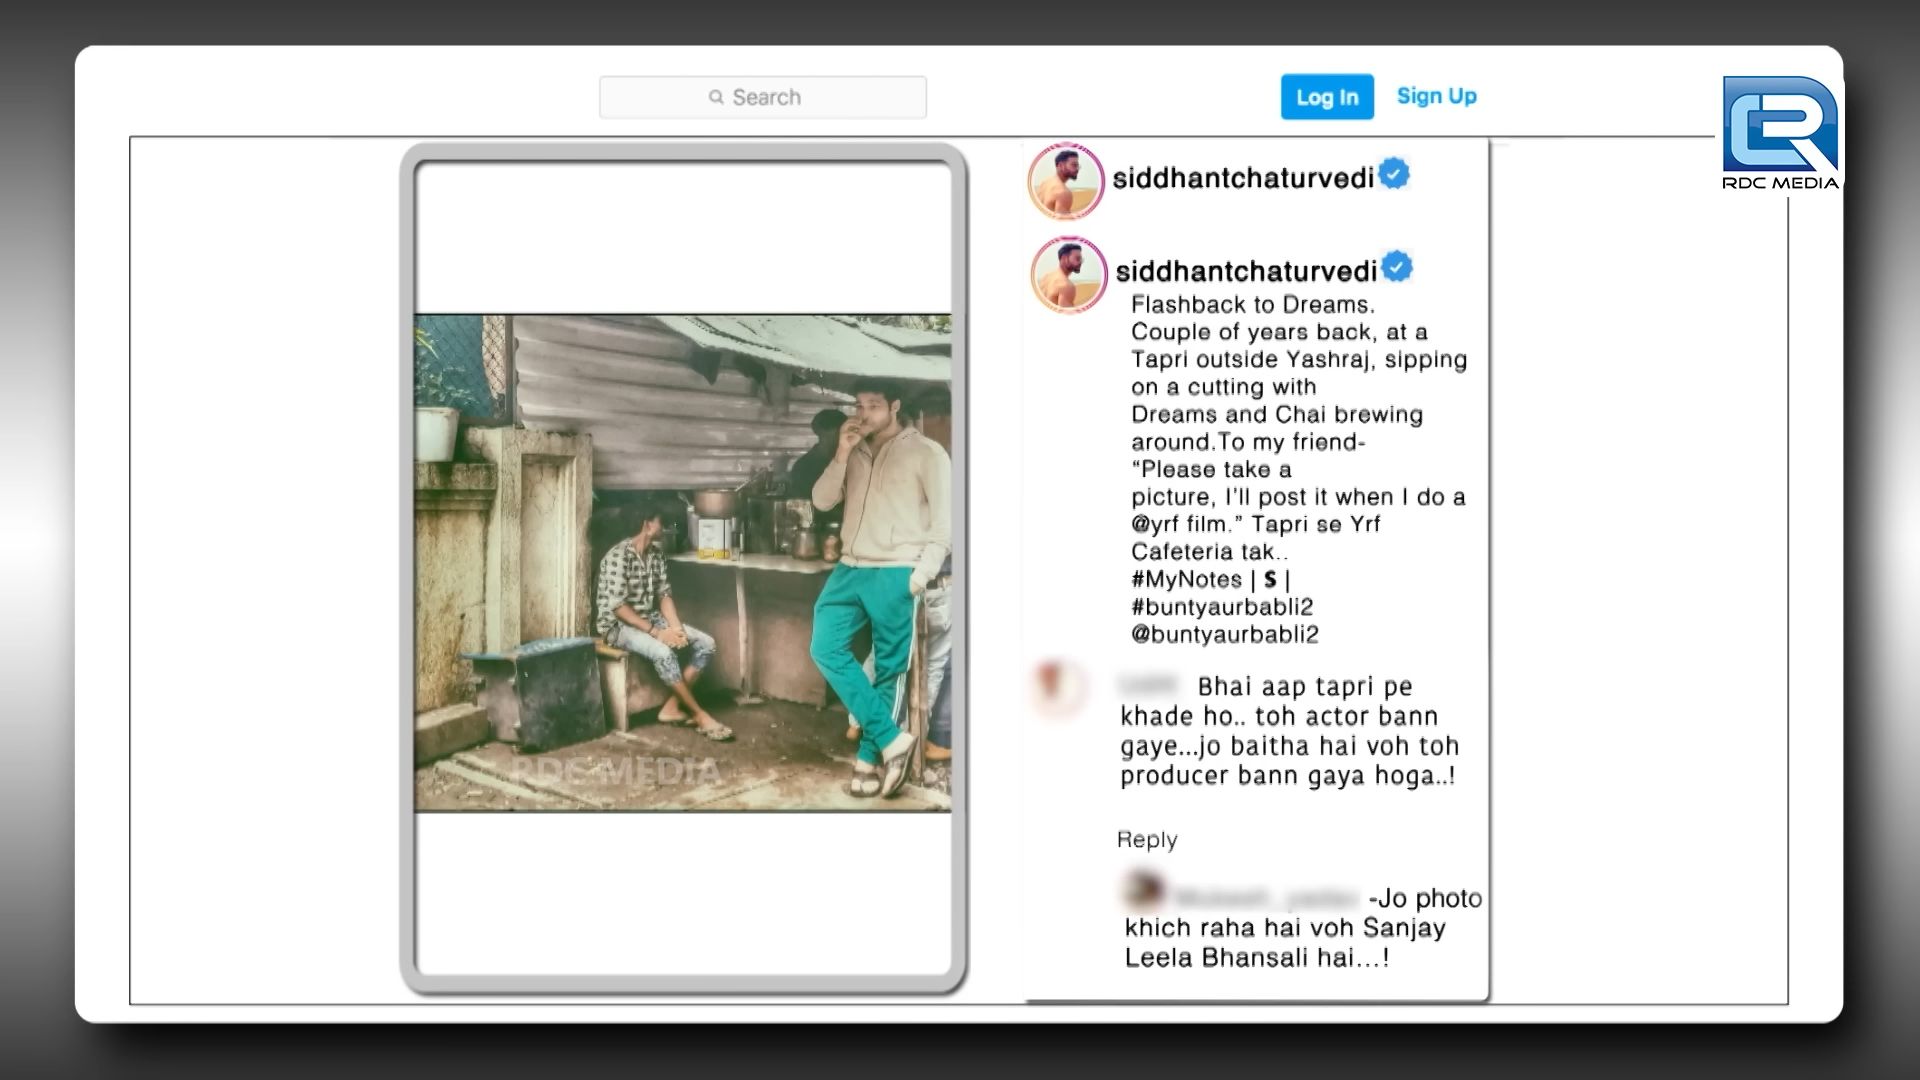 Search
Log In
Sign Up
RDC MEDIA
siddhantchaturvedi
siddhantchaturvedi
Flashback to Dreams.
Couple of years back, at a
Tapri outside Yashraj, sipping
on a cutting with
Dreams and Chai brewing
around.To my friend-
“Please take a
picture, I'll post it when I do a
@yrf film.” Tapri se Yrf
Cafeteria tak..
#MyNotes | S |
#buntyaurbabli2
@buntyaurbabli2
Bhai aap tapri pe
khade ho.. toh actor bann
gaye...jo baitha hai voh toh
producer bann gaya hoga..!
Reply
-Jo photo
khich raha hai voh Sanjay
Leela Bhansali hai...!
RDC MEDIA